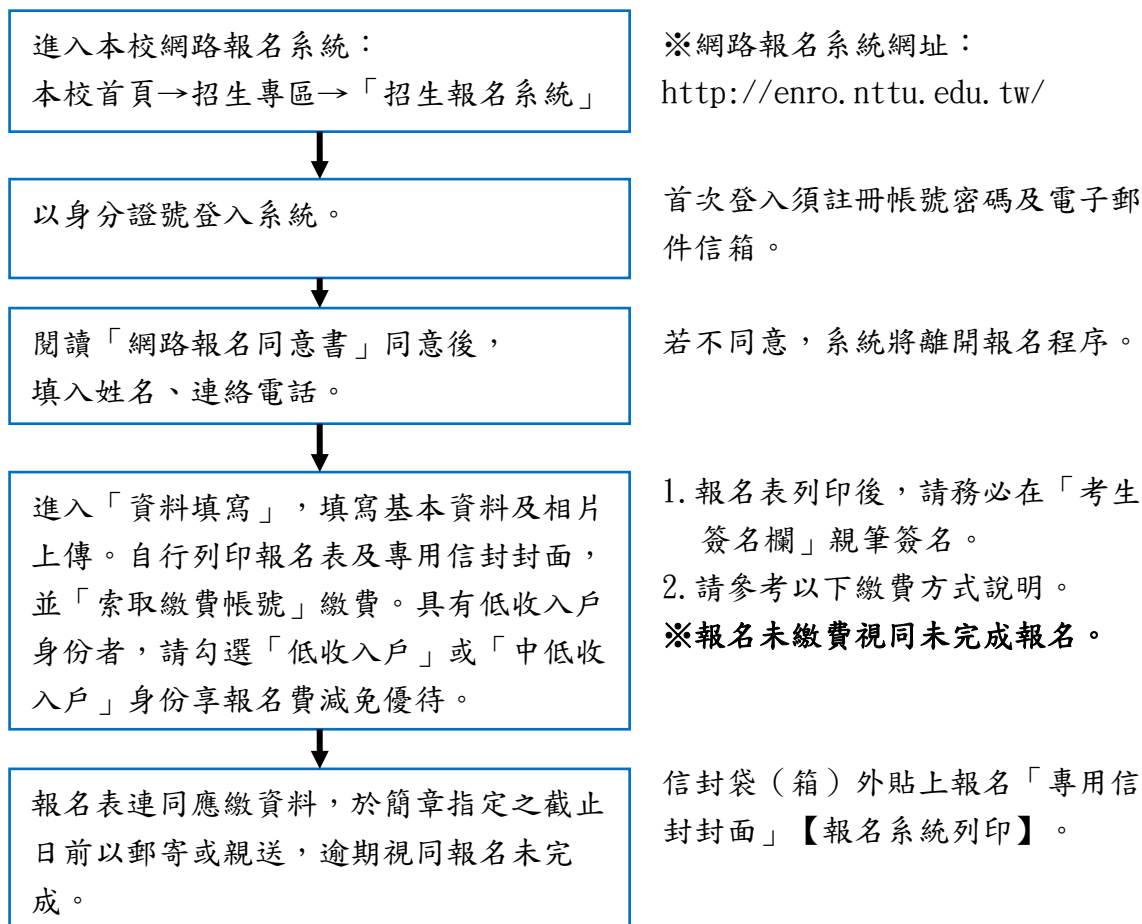 進入本校網路報名系統：
本校首頁→招生專區→「招生報名系統」
※網路報名系統網址：
http://enro.nttu.edu.tw/
以身分證號登入系統。
首次登入須註冊帳號密碼及電子郵
件信箱。
閱讀「網路報名同意書」同意後，
填入姓名、連絡電話。
若不同意，系統將離開報名程序。
進入「資料填寫」，填寫基本資料及相片
上傳。自行列印報名表及專用信封封面，
並「索取繳費帳號」繳費。具有低收入戶
身份者，請勾選「低收入戶」或「中低收
入戶」身份享報名費減免優待。
1.報名表列印後，請務必在「考生
簽名欄」親筆簽名。
2.請參考以下繳費方式說明。
※報名未繳費視同未完成報名。
報名表連同應繳資料，於簡章指定之截止
日前以郵寄或親送，逾期視同報名未完
成。
信封袋（箱）外貼上報名「專用信
封封面」【報名系統列印】。